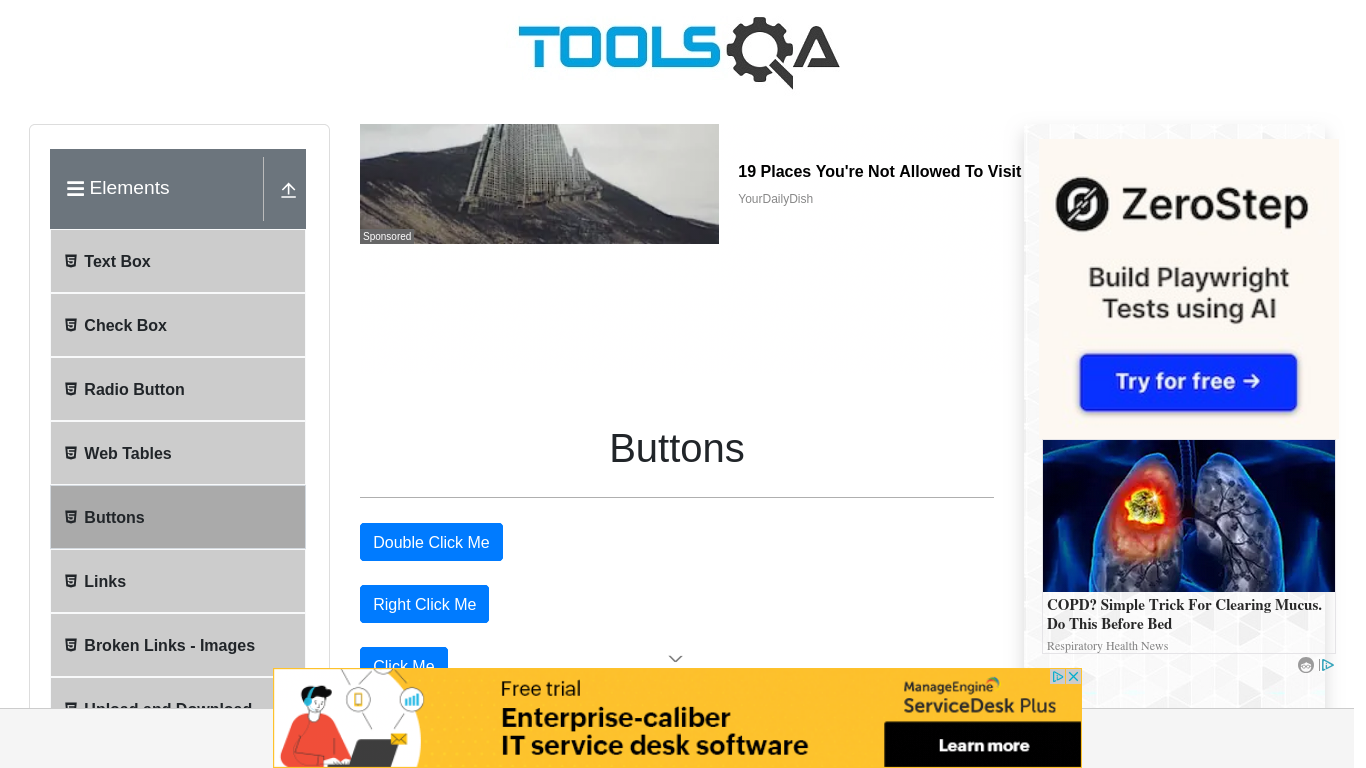 TOOLSQA
Elements
Text Box
Check Box
Radio Button
Web Tables
Buttons
Links
Broken Links - Images
Upload and Download
Sponsored
19 Places You're Not Allowed To Visit
YourDailyDish
Buttons
Double Click Me
Right Click Me
Click Me
ZeroStep
Build Playwright
Tests using AI
Try for free →
COPD? Simple Trick For Clearing Mucus.
Do This Before Bed
Respiratory Health News
Free trial
Enterprise-caliber
IT service desk software
ManageEngine
ServiceDesk Plus
Learn more